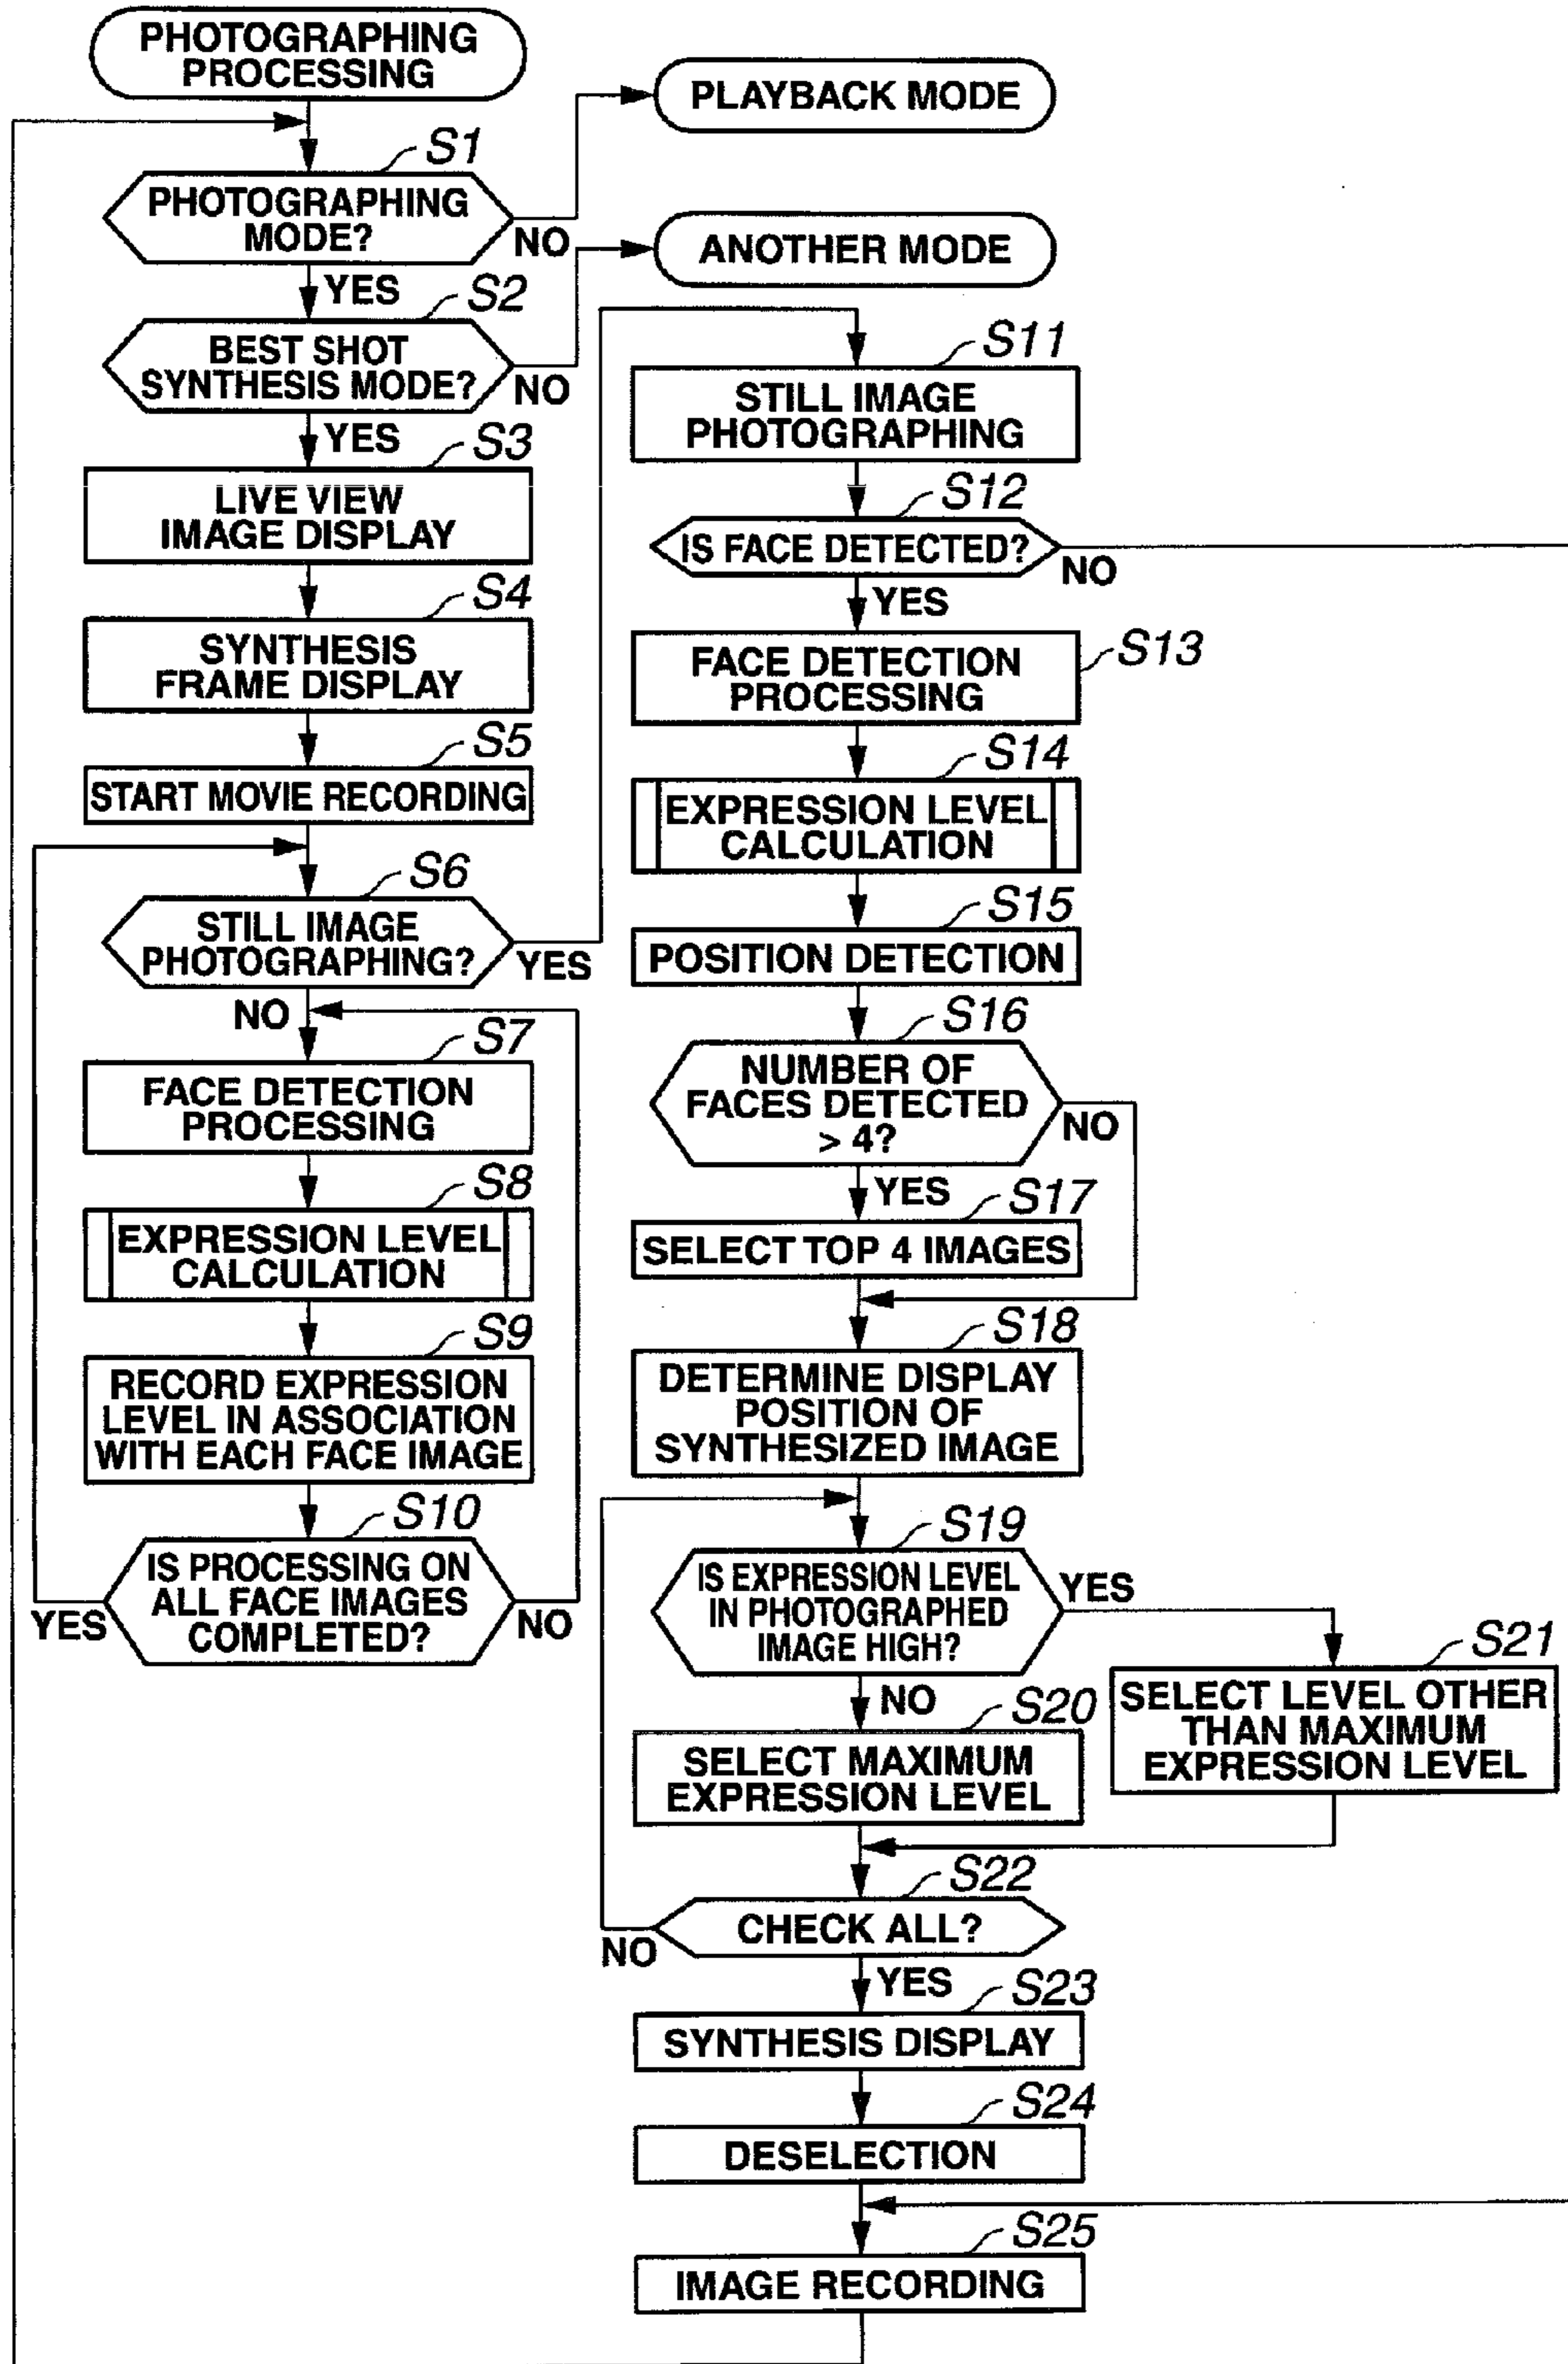 PHOTOGRAPHING
PROCESSING
S1
PHOTOGRAPHING
MODE?
NO
YES
PLAYBACK MODE
S2
BEST SHOT
SYNTHESIS MODE?
NO
YES
ANOTHER MODE
S3
LIVE VIEW
IMAGE DISPLAY
S4
SYNTHESIS
FRAME DISPLAY
S5
START MOVIE RECORDING
S6
STILL IMAGE
PHOTOGRAPHING?
YES
NO
S7
FACE DETECTION
PROCESSING
S8
EXPRESSION LEVEL
CALCULATION
S9
RECORD EXPRESSION
LEVEL IN ASSOCIATION
WITH EACH FACE IMAGE
S10
IS PROCESSING ON
ALL FACE IMAGES
COMPLETED?
YES
NO
S11
STILL IMAGE
PHOTOGRAPHING
S12
IS FACE DETECTED?
NO
YES
S13
FACE DETECTION
PROCESSING
S14
EXPRESSION LEVEL
CALCULATION
S15
POSITION DETECTION
S16
NUMBER OF
FACES DETECTED
> 4?
NO
YES
S17
SELECT TOP 4 IMAGES
S18
DETERMINE DISPLAY
POSITION OF
SYNTHESIZED IMAGE
S19
IS EXPRESSION LEVEL
IN PHOTOGRAPHED
IMAGE HIGH?
YES
NO
S20
SELECT MAXIMUM
EXPRESSION LEVEL
S21
SELECT LEVEL OTHER
THAN MAXIMUM
EXPRESSION LEVEL
S22
CHECK ALL?
NO
YES
S23
SYNTHESIS DISPLAY
S24
DESELECTION
S25
IMAGE RECORDING